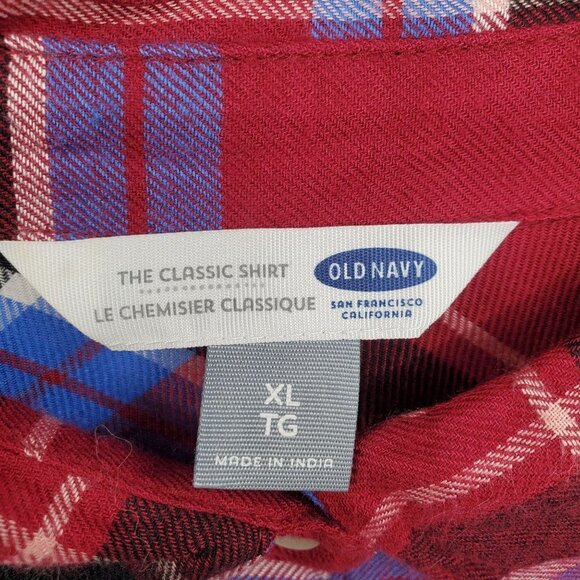 THE CLASSIC SHIRT
LE CHEMISIER CLASSIQUE
OLD NAVY
SAN FRANCISCO
CALIFORNIA
XL
TG
MADE IN INDIA